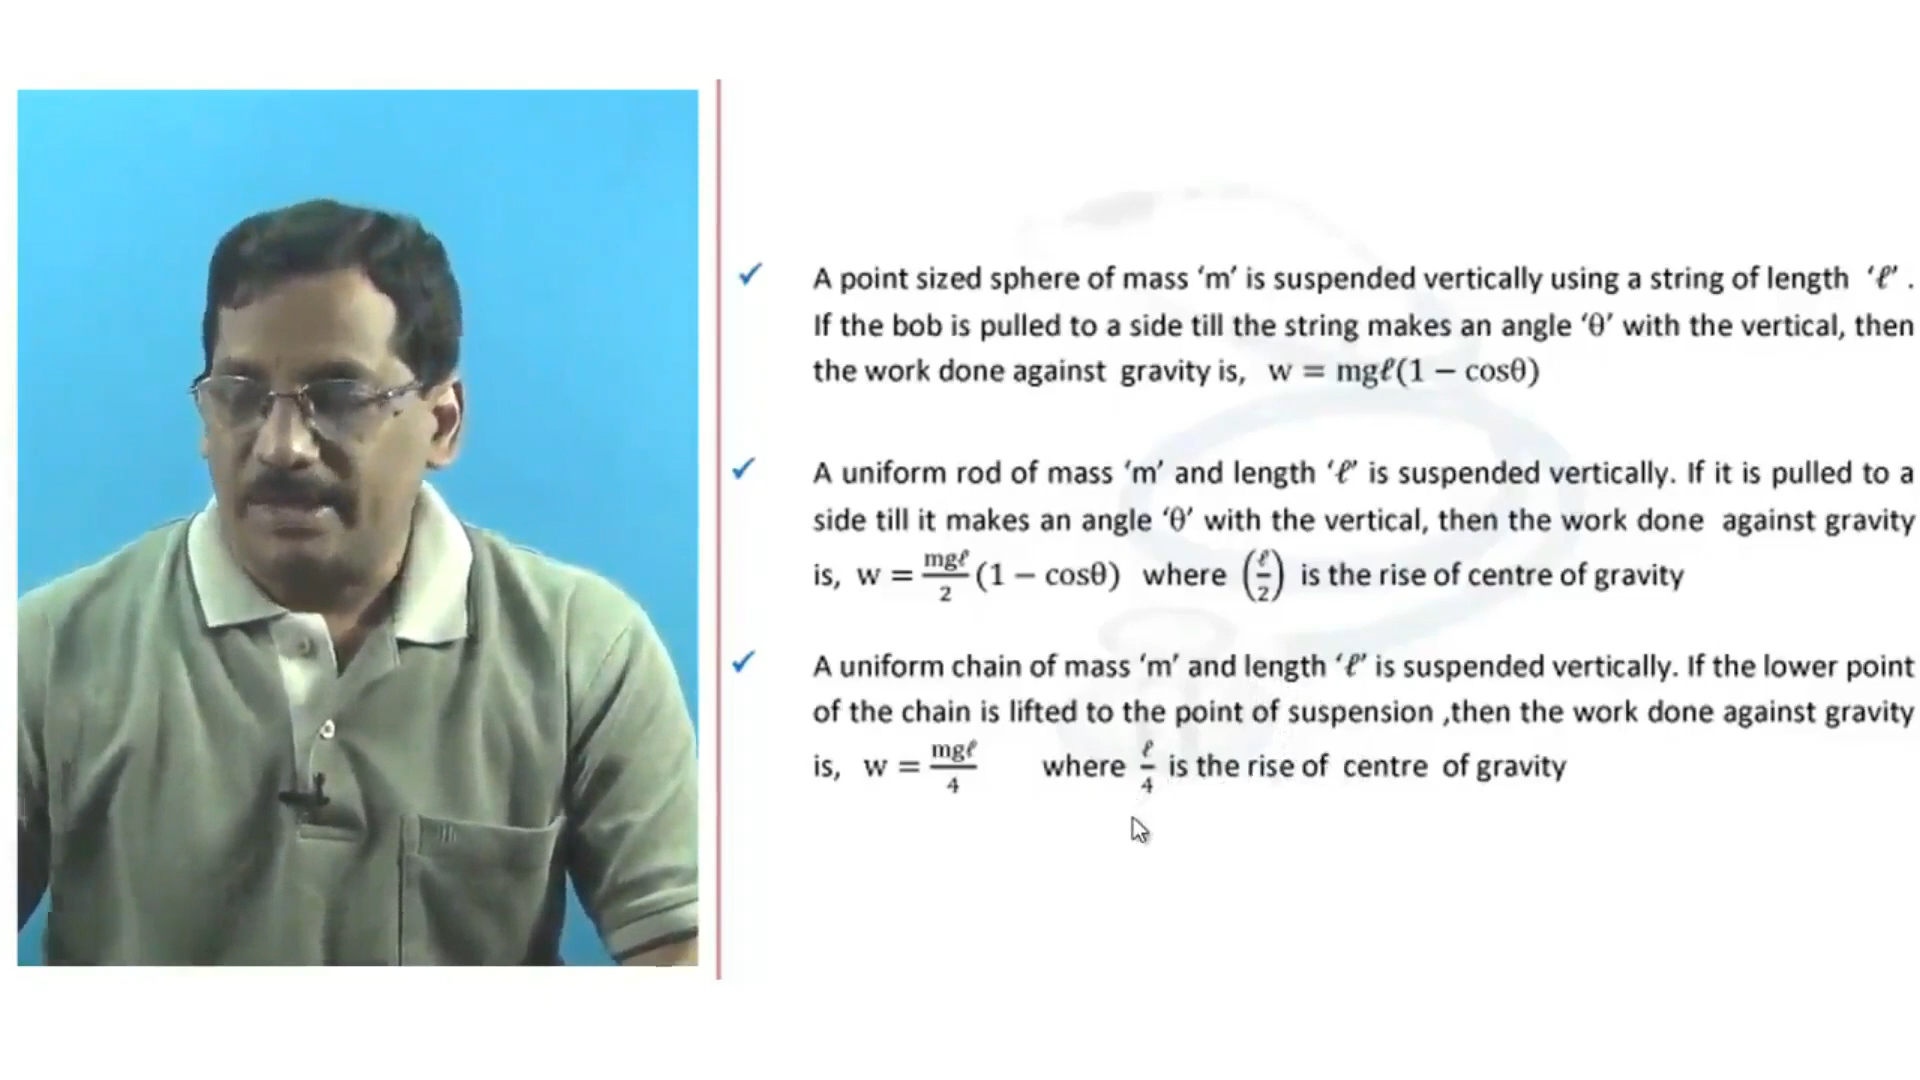 ✓ A point sized sphere of mass ‘m’ is suspended vertically using a string of length ‘ℓ’ .
If the bob is pulled to a side till the string makes an angle ‘θ’ with the vertical, then
the work done against gravity is, w = mgℓ(1 − cosθ)
✓ A uniform rod of mass ‘m’ and length ‘ℓ’ is suspended vertically. If it is pulled to a
side till it makes an angle ‘θ’ with the vertical, then the work done against gravity
is, w = mgℓ/2 (1 − cosθ) where (ℓ/2) is the rise of centre of gravity
✓ A uniform chain of mass ‘m’ and length ‘ℓ’ is suspended vertically. If the lower point
of the chain is lifted to the point of suspension ,then the work done against gravity
is, w = mgℓ/4 where ℓ/4 is the rise of centre of gravity